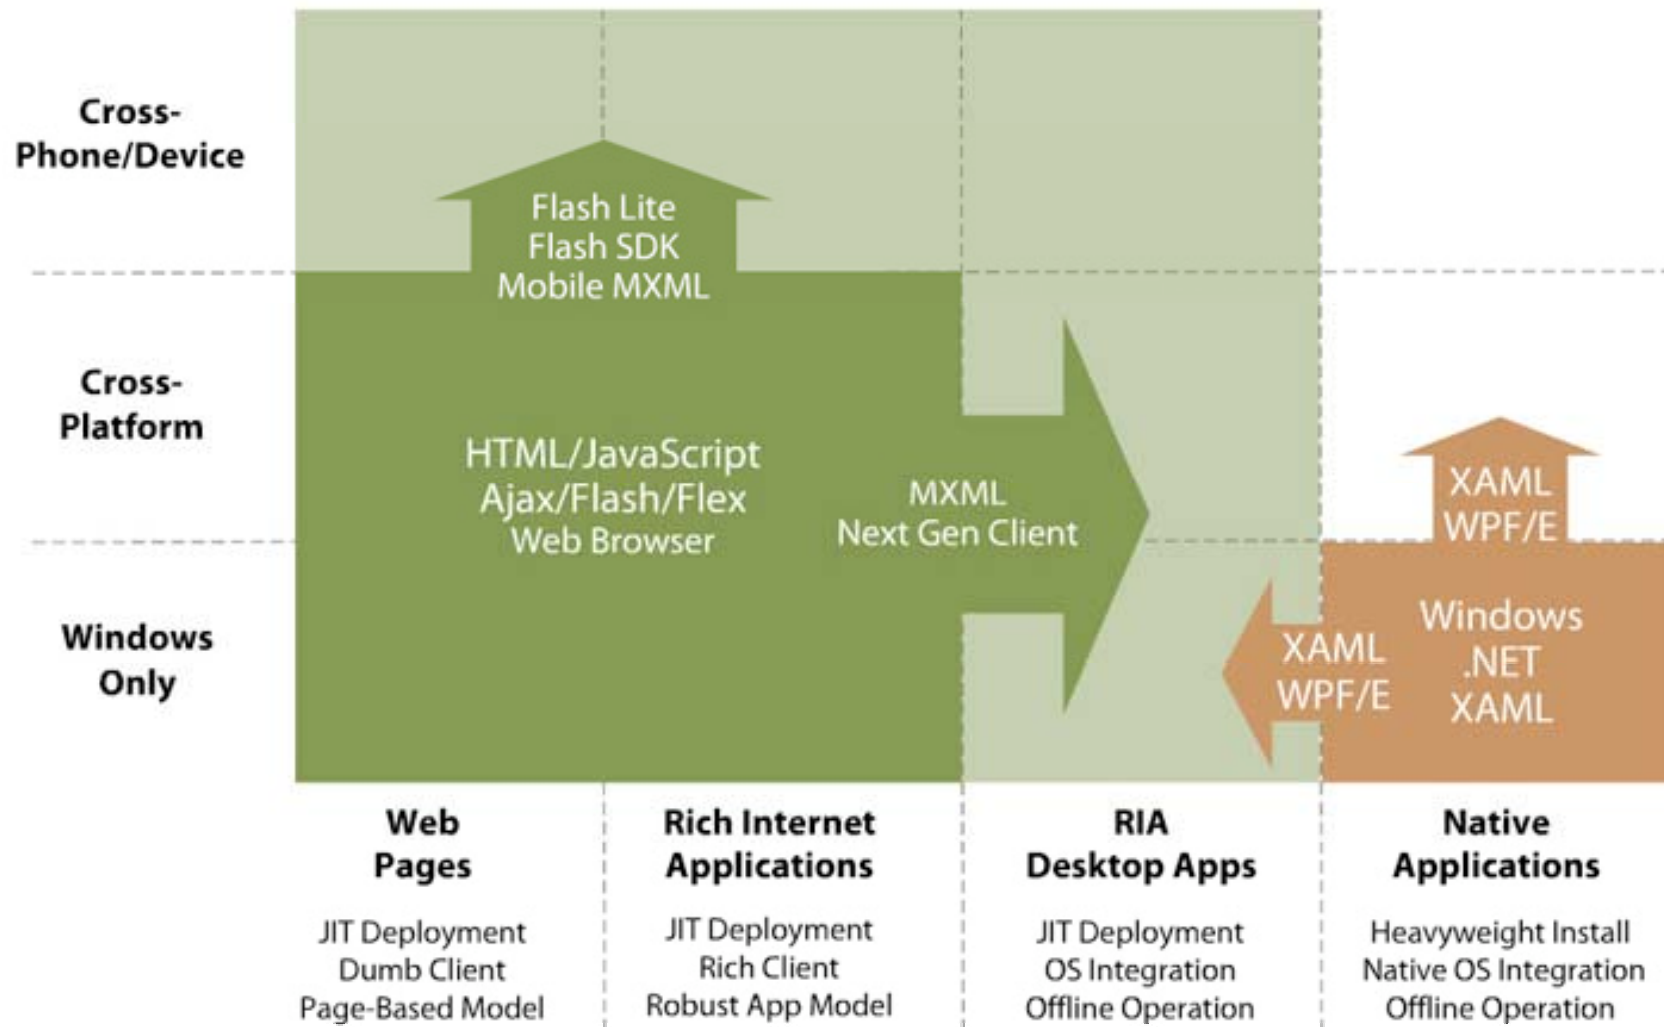 Cross-
Phone/Device
Flash Lite
Flash SDK
Mobile MXML
Cross-
Platform
HTML/JavaScript
Ajax/Flash/Flex
Web Browser
MXML
Next Gen Client
XAML
WPF/E
Windows
Only
XAML
WPF/E
Windows
.NET
XAML
Web
Pages
JIT Deployment
Dumb Client
Page-Based Model
Rich Internet
Applications
JIT Deployment
Rich Client
Robust App Model
RIA
Desktop Apps
JIT Deployment
OS Integration
Offline Operation
Native
Applications
Heavyweight Install
Native OS Integration
Offline Operation